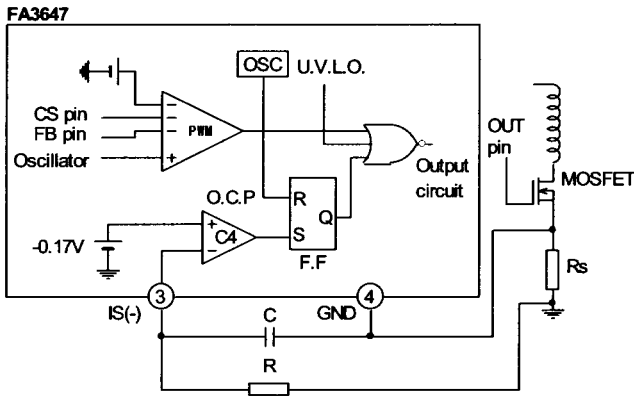 FA3647
OSC
U.V.L.O.
CS pin
FB pin
Oscillator
PWM
OUT
pin
MOSFET
Output
circuit
O.C.P
R
Q
S
F.F
C4
-0.17V
Rs
3
4
IS(-)
GND
C
R